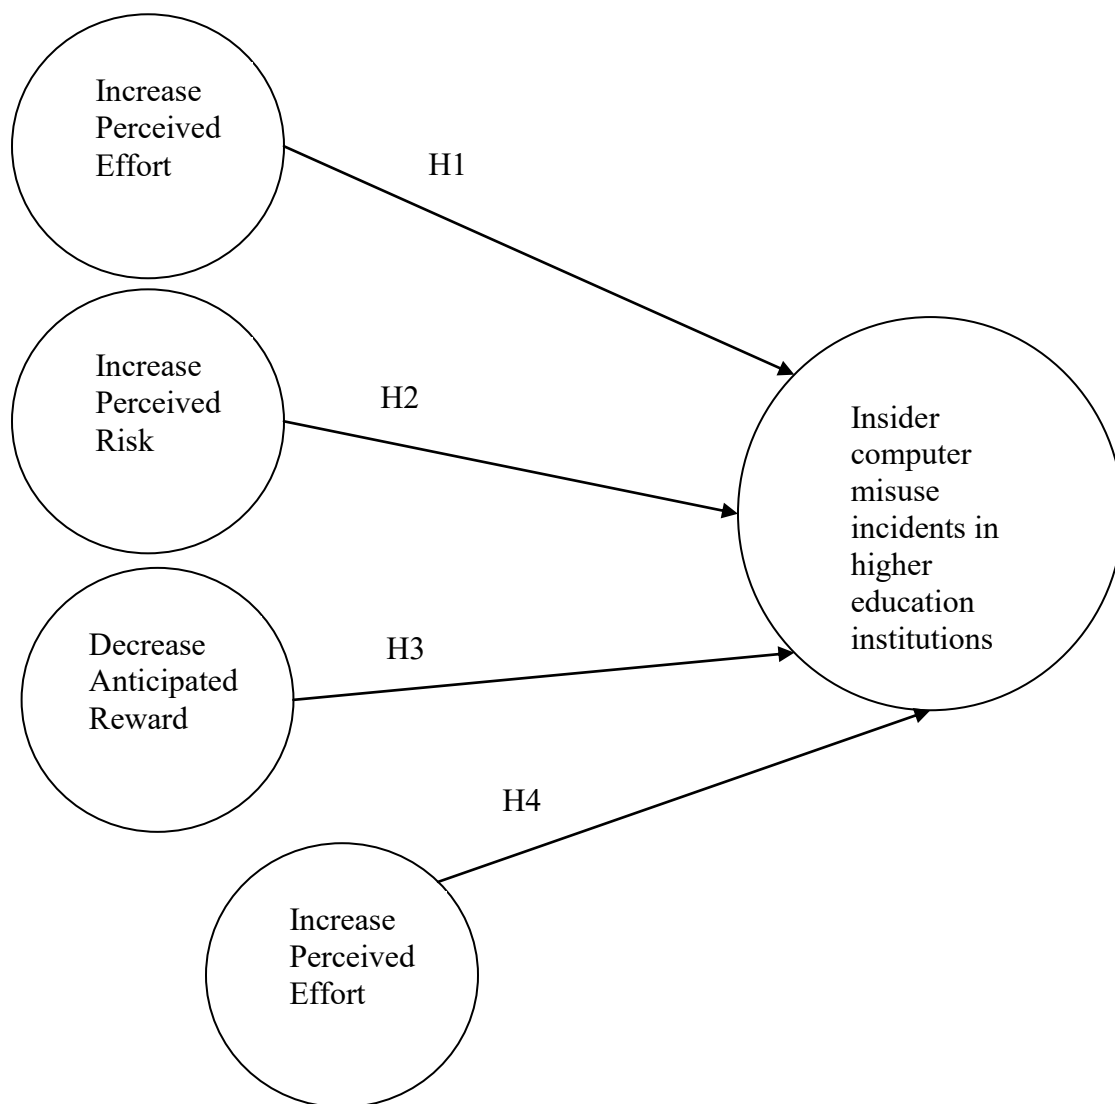 Increase
Perceived
Effort
H1
Increase
Perceived
Risk
H2
Insider
computer
misuse
incidents in
higher
education
institutions
Decrease
Anticipated
Reward
H3
H4
Increase
Perceived
Effort